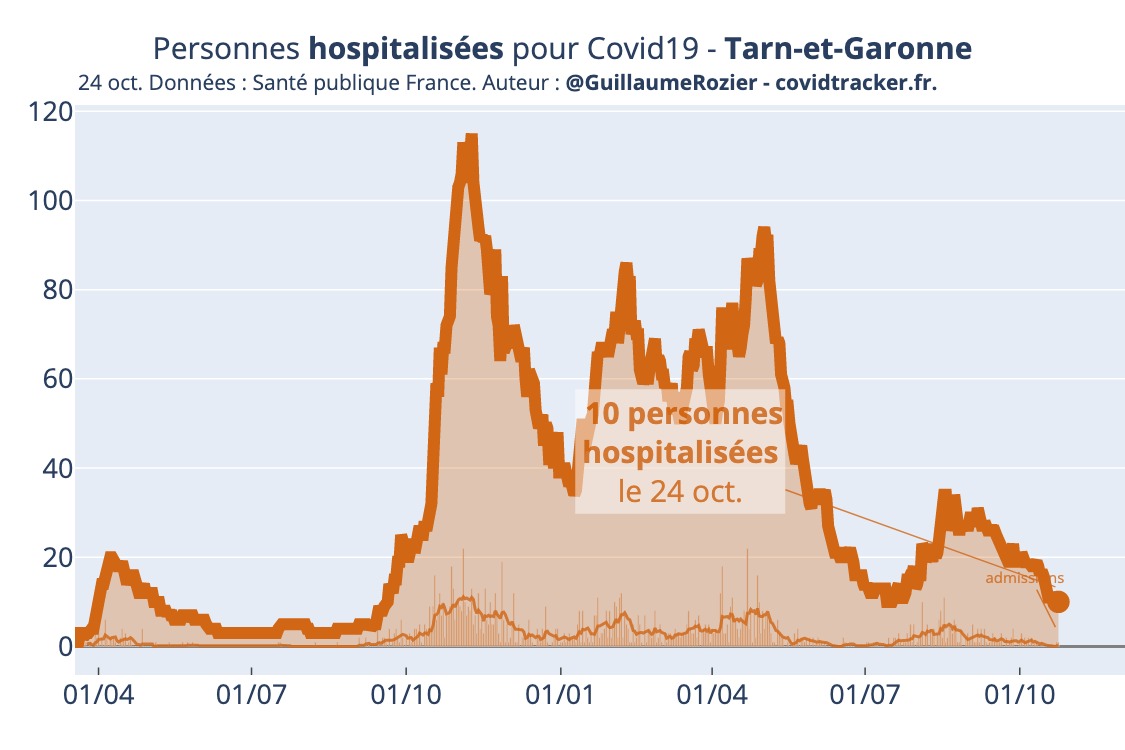 Personnes hospitalisées pour Covid19 - Tarn-et-Garonne
24 oct. Données : Santé publique France. Auteur : @GuillaumeRozier - covidtracker.fr.
120
100
80
60
40
20
0
10 personnes
hospitalisées
le 24 oct.
admissions
01/04
01/07
01/10
01/01
01/04
01/07
01/10